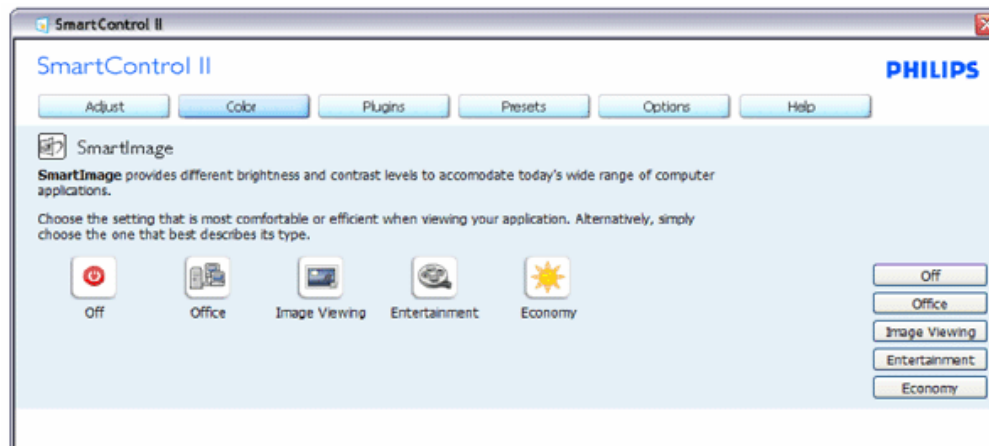 SmartControl II
SmartControl II
PHILIPS
Adjust Color Plugins Presets Options Help
SmartImage
SmartImage provides different brightness and contrast levels to accomodate today's wide range of computer
applications.
Choose the setting that is most comfortable or efficient when viewing your application. Alternatively, simply
choose the one that best describes its type.
Off Office Image Viewing Entertainment Economy
Off
Office
Image Viewing
Entertainment
Economy